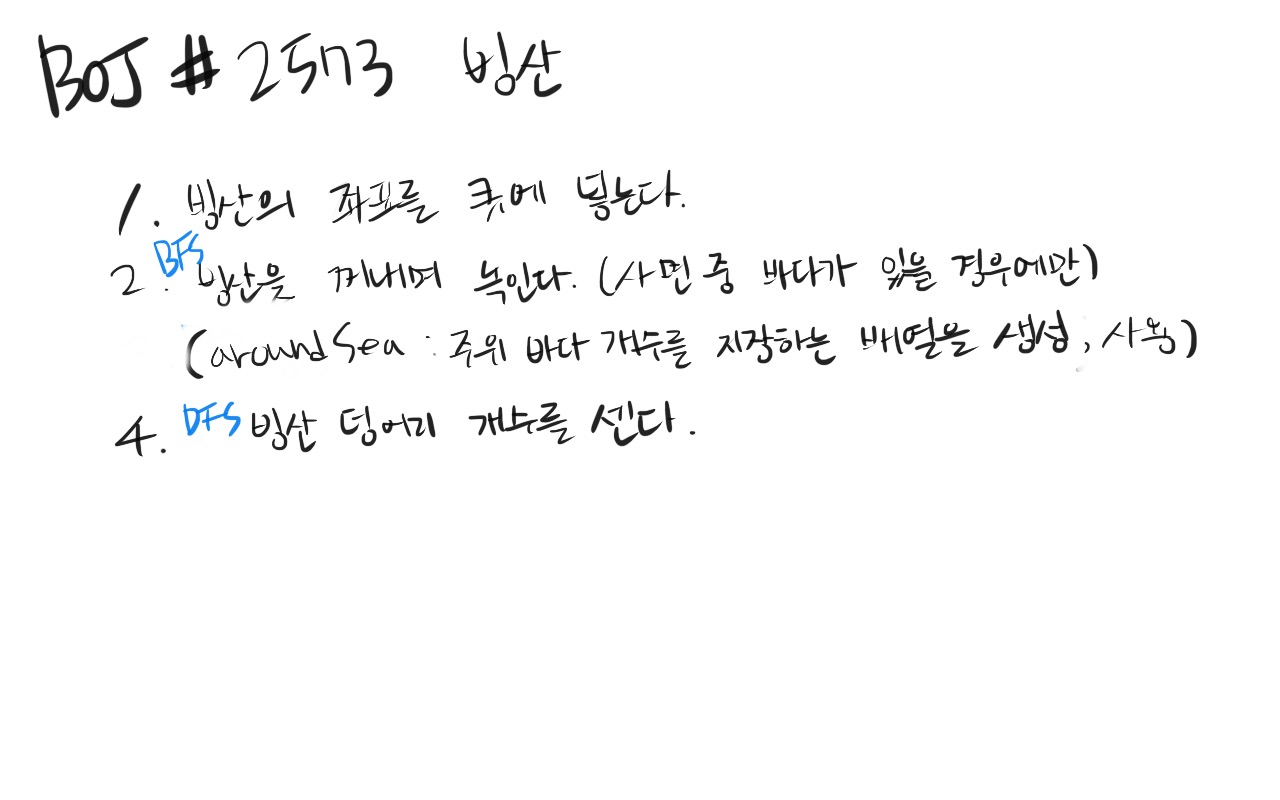 BOJ # 2573 빙산
1. 빙산의 좌표를 큐에 넣는다.
2. BFS 빙산을 꺼내며 녹인다. (사면 중 바다가 있을 경우에만)
(aroundSea : 주위 바다 개수를 저장하는 배열을 생성, 사용)
4. DFS 빙산 덩어리 개수를 센다.